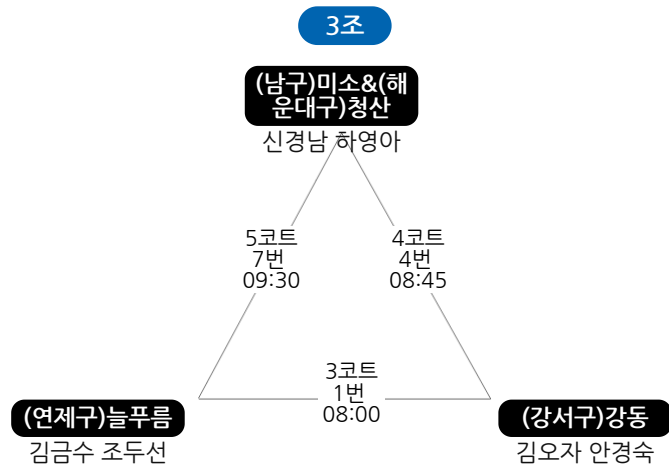 3조
(남구)미소&(해
운대구)청산
신경남 하영아
5코트
7번
09:30
4코트
4번
08:45
3코트
1번
08:00
(연제구)늘푸름
김금수 조두선
(강서구)강동
김오자 안경숙